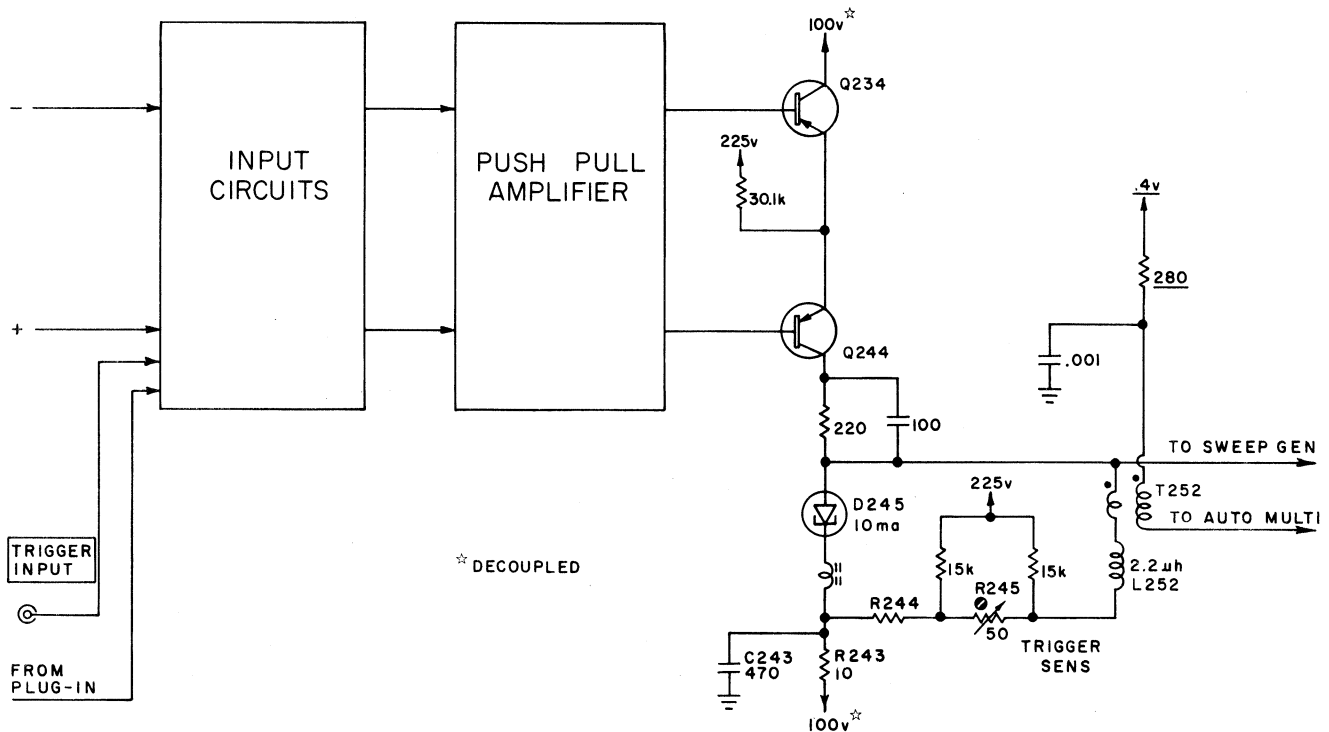 100v☆
Q234
−
INPUT
CIRCUITS
PUSH PULL
AMPLIFIER
225v
30.1k
.4v
280
+
Q244
.001
220
100
TO SWEEP GEN
T252
TO AUTO MULTI
225v
D245
10ma
TRIGGER
INPUT
☆DECOUPLED
15k
15k
2.2µh
L252
R244
R245
50
TRIGGER
SENS
C243
470
R243
10
FROM
PLUG-IN
100v☆